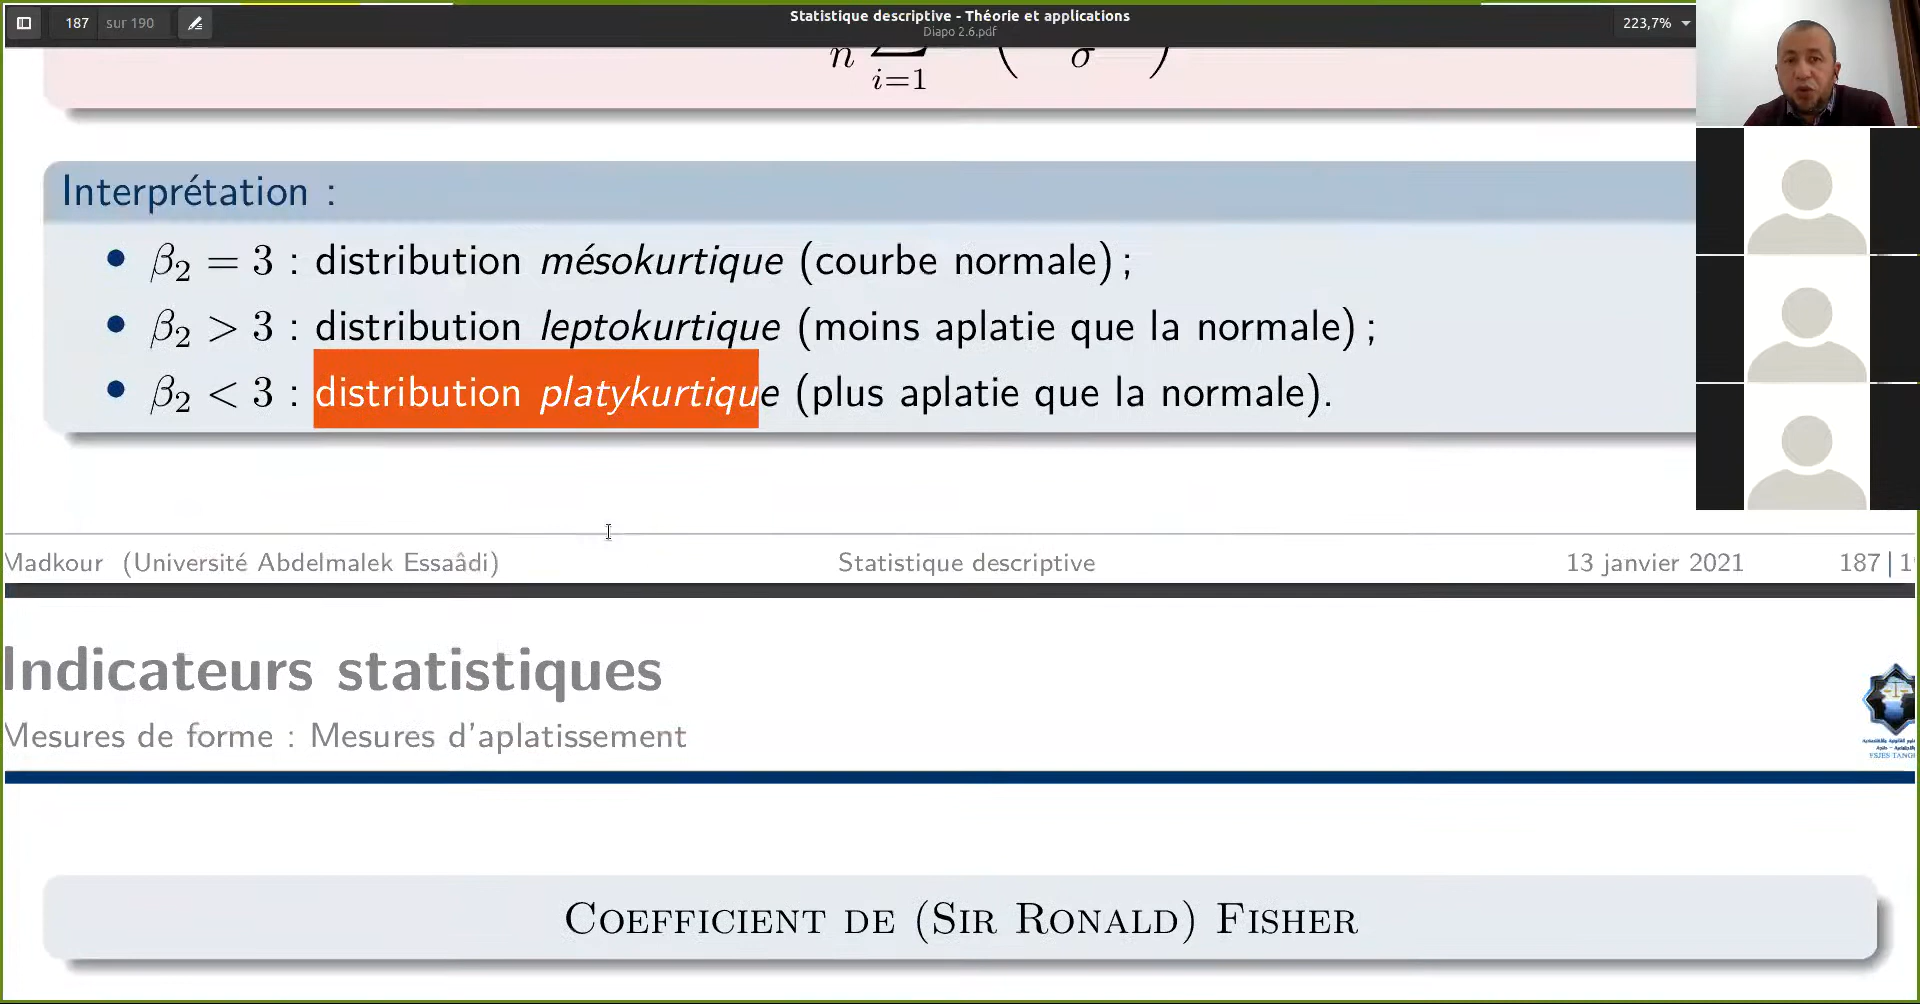 187 sur 190
Statistique descriptive - Théorie et applications
Diapo 2.6.pdf
223,7%
n ∑ i=1 ( σ )
Interprétation :
• β₂ = 3 : distribution mésokurtique (courbe normale) ;
• β₂ > 3 : distribution leptokurtique (moins aplatie que la normale) ;
• β₂ < 3 : distribution platykurtique (plus aplatie que la normale).
Madkour (Université Abdelmalek Essaâdi) Statistique descriptive 13 janvier 2021 187 | 1
Indicateurs statistiques
Mesures de forme : Mesures d'aplatissement
Coefficient de (Sir Ronald) Fisher